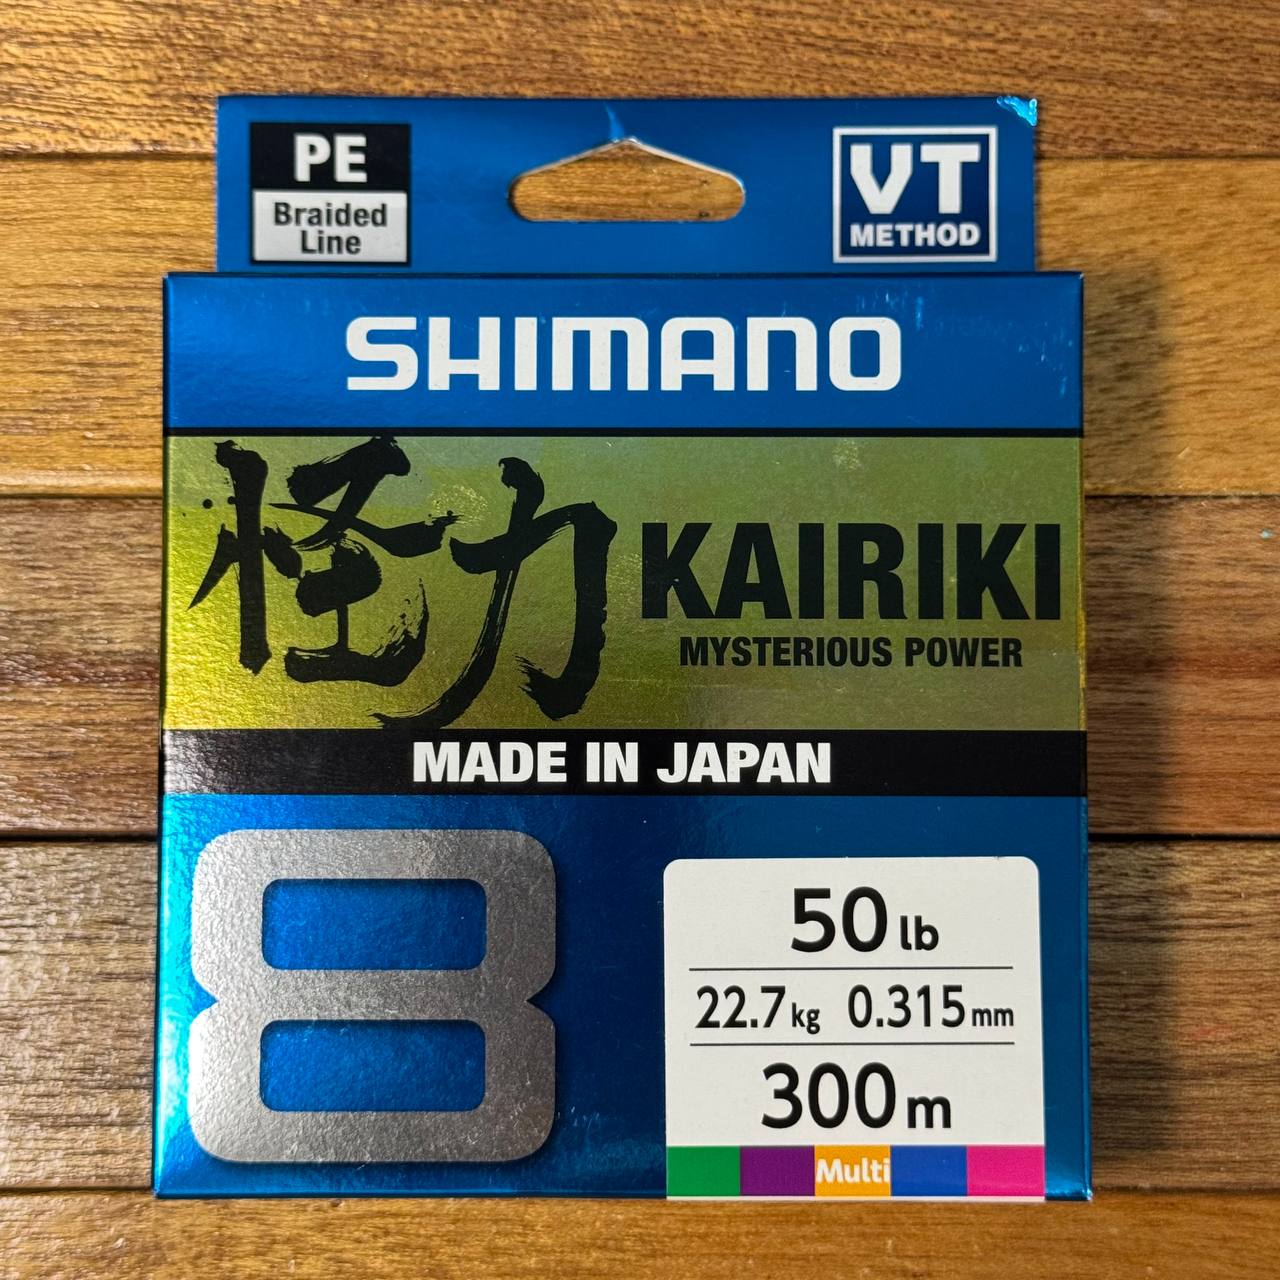 PE
Braided
Line
VT
METHOD
SHIMANO
怪力
KAIRIKI
MYSTERIOUS POWER
MADE IN JAPAN
8
50 lb
22.7 kg 0.315 mm
300 m
Multi